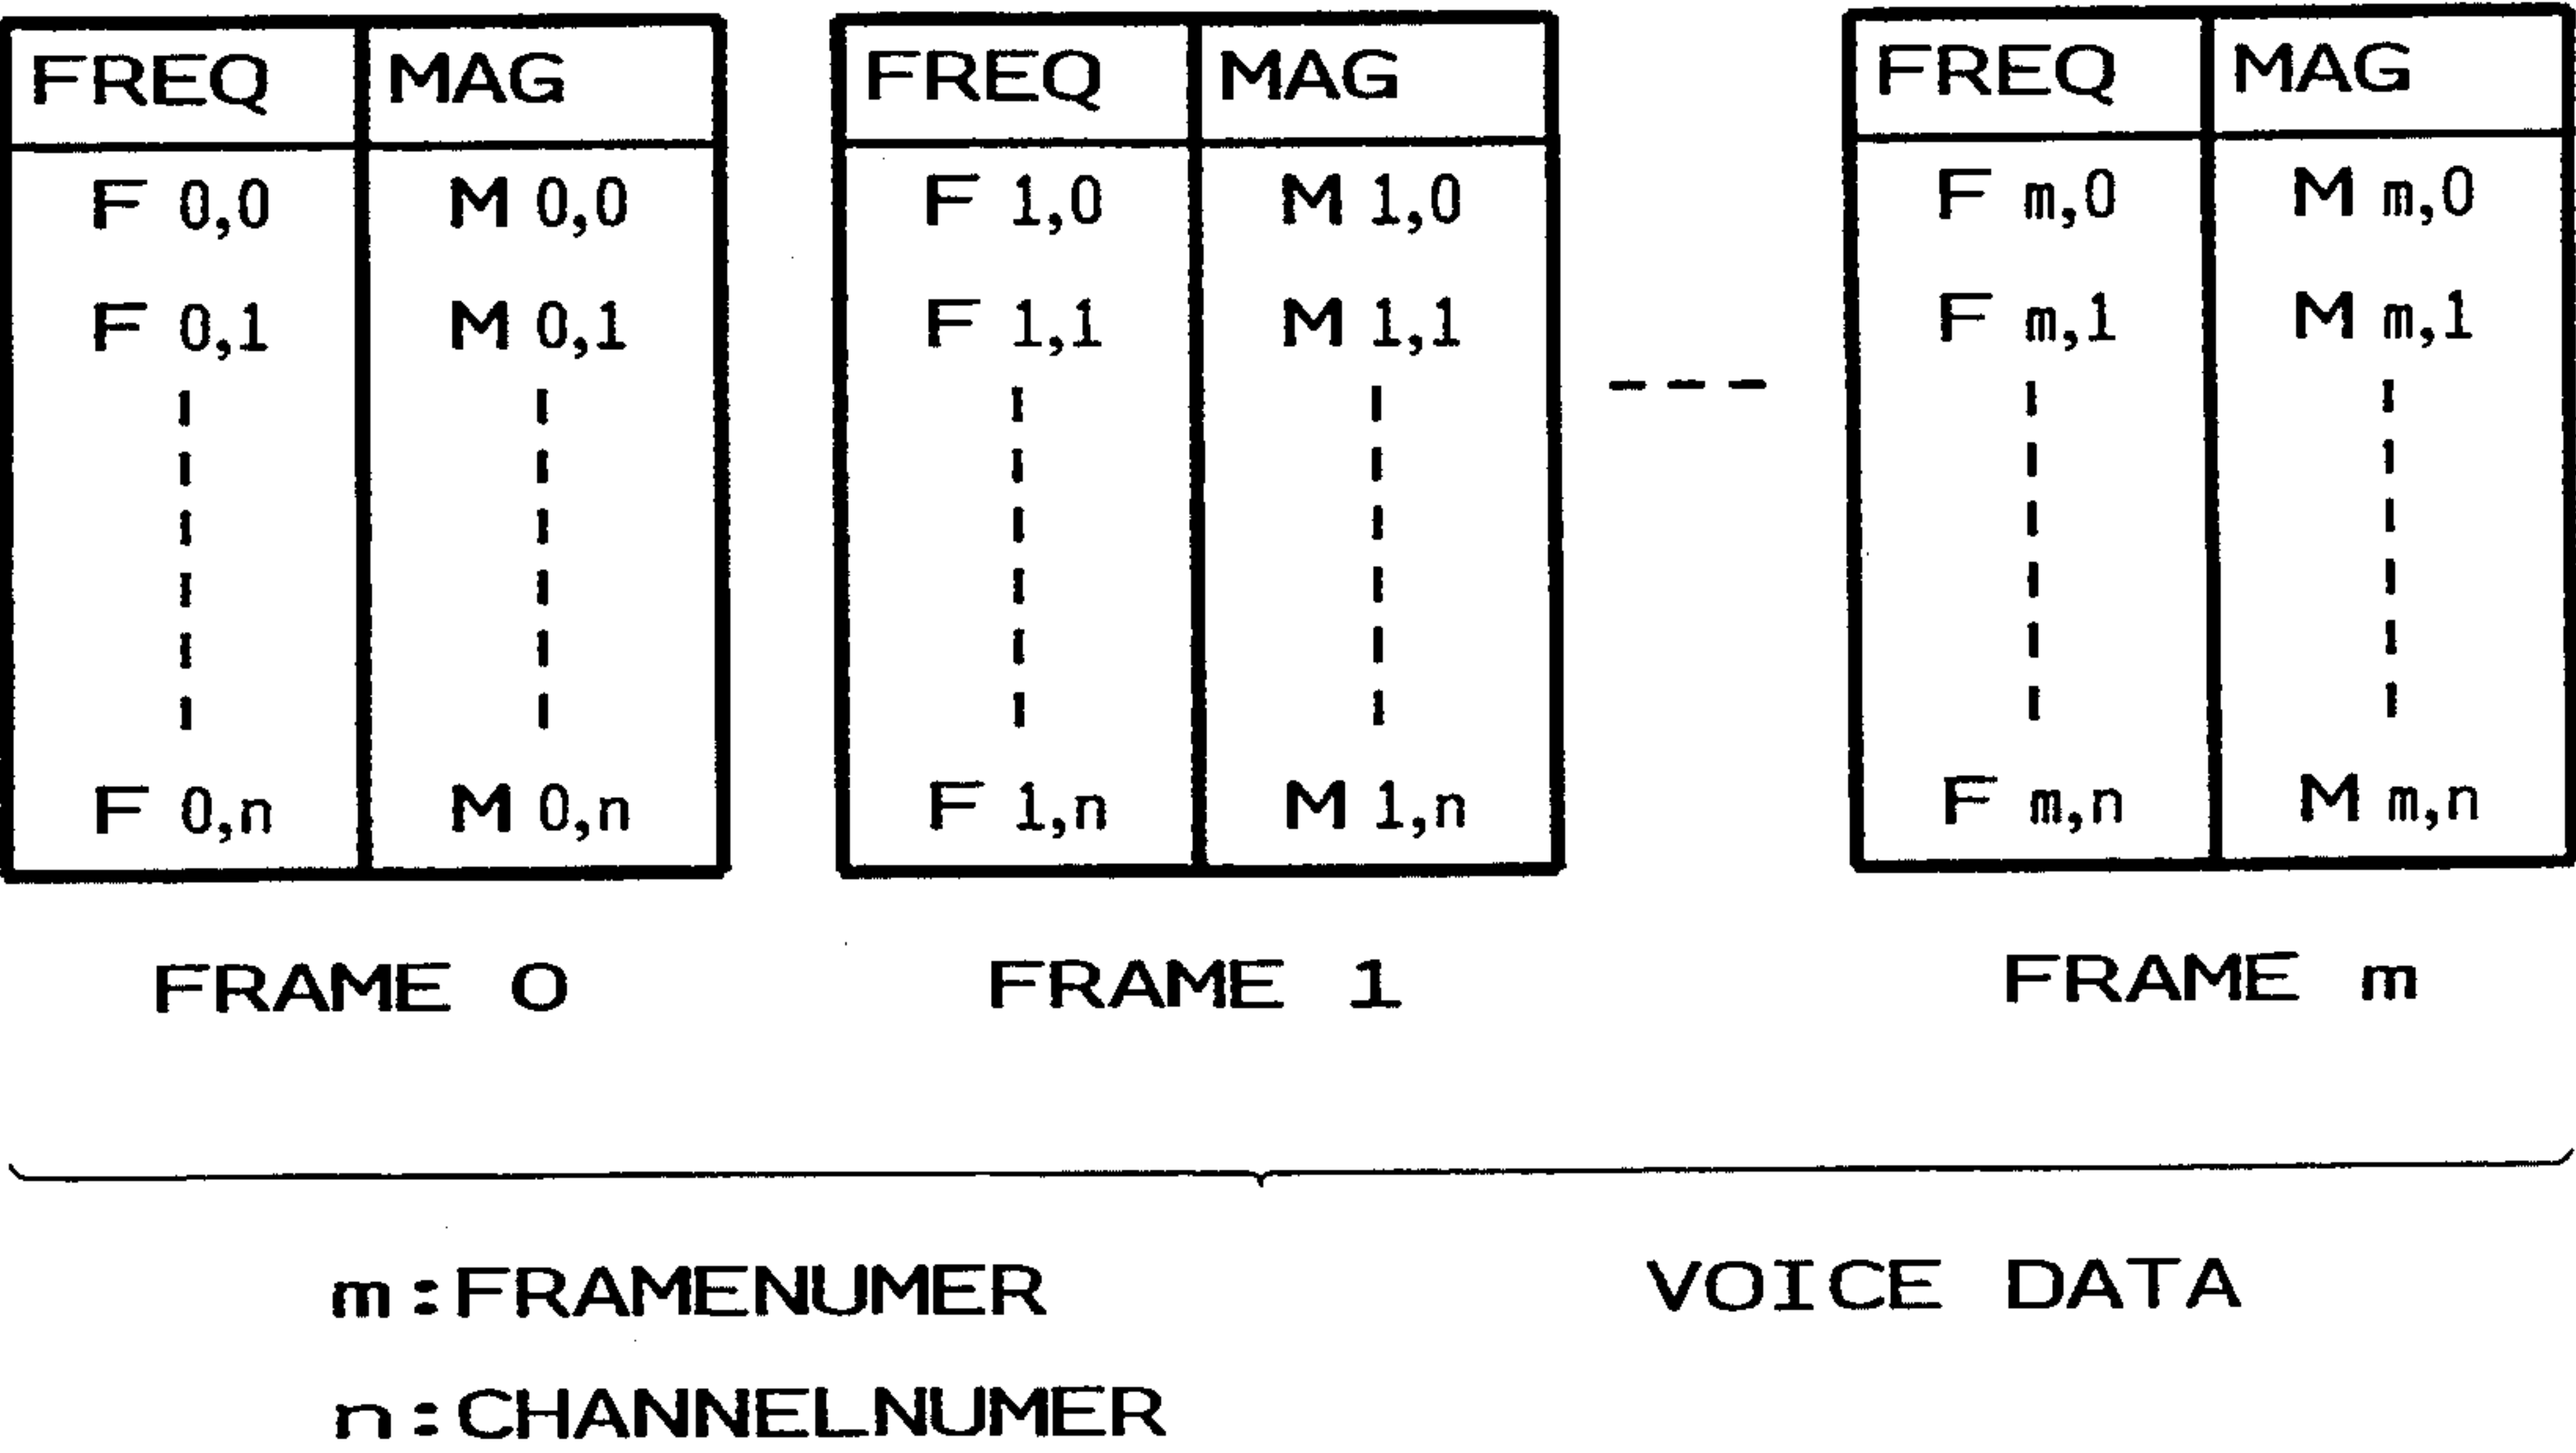 FREQ MAG FREQ MAG FREQ MAG
F 0,0 M 0,0 F 1,0 M 1,0 F m,0 M m,0
F 0,1 M 0,1 F 1,1 M 1,1 F m,1 M m,1
F 0,n M 0,n F 1,n M 1,n F m,n M m,n
FRAME 0 FRAME 1 FRAME m
m:FRAMENUMER VOICE DATA
n:CHANNELNUMER